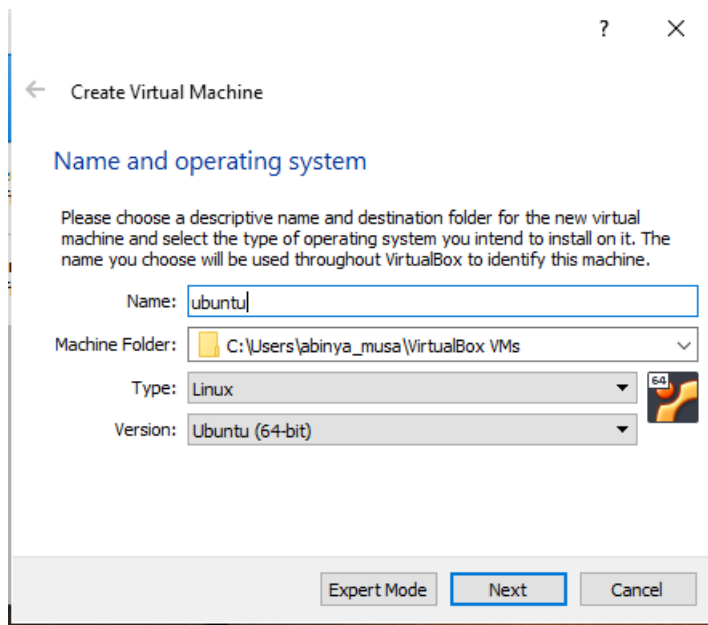 ?
Create Virtual Machine
Name and operating system
Please choose a descriptive name and destination folder for the new virtual
machine and select the type of operating system you intend to install on it. The
name you choose will be used throughout VirtualBox to identify this machine.
Name: ubuntu
Machine Folder: C:\Users\abinya_musa\VirtualBox VMs
Type: Linux
64
Version: Ubuntu (64-bit)
Expert Mode Next Cancel